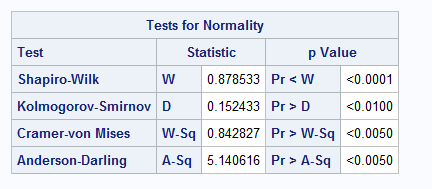 Tests for Normality
Test Statistic p Value
Shapiro-Wilk W 0.878533 Pr < W <0.0001
Kolmogorov-Smirnov D 0.152433 Pr > D <0.0100
Cramer-von Mises W-Sq 0.842827 Pr > W-Sq <0.0050
Anderson-Darling A-Sq 5.140616 Pr > A-Sq <0.0050